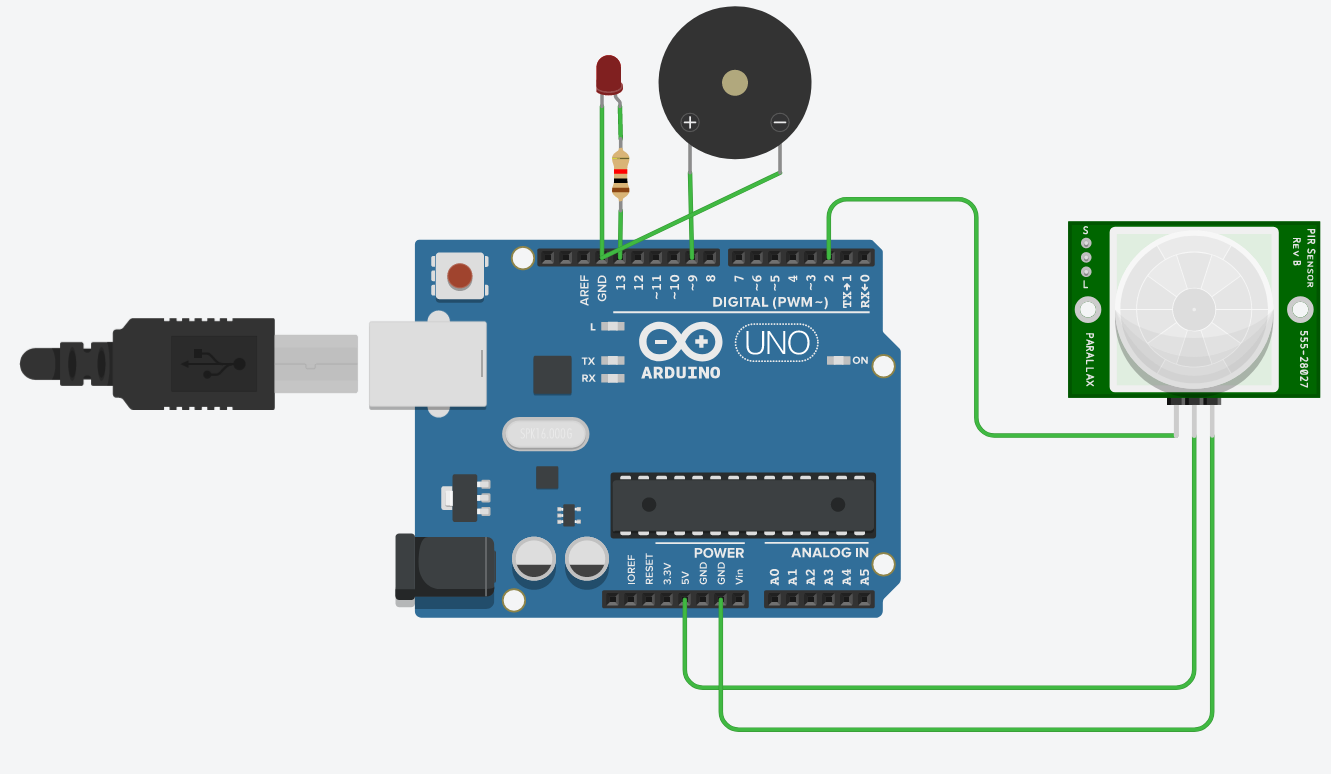 +
−
AREF
GND
13
12
~11
~10
~9
8
7
~6
~5
4
~3
2
TX→1
RX←0
DIGITAL (PWM~)
L
TX
RX
UNO
ON
ARDUINO
SPK16.000G
POWER
ANALOG IN
IOREF
RESET
3.3V
5V
GND
GND
Vin
A0
A1
A2
A3
A4
A5
S
L
PARALLAX
PIR SENSOR
REV B
555-28027